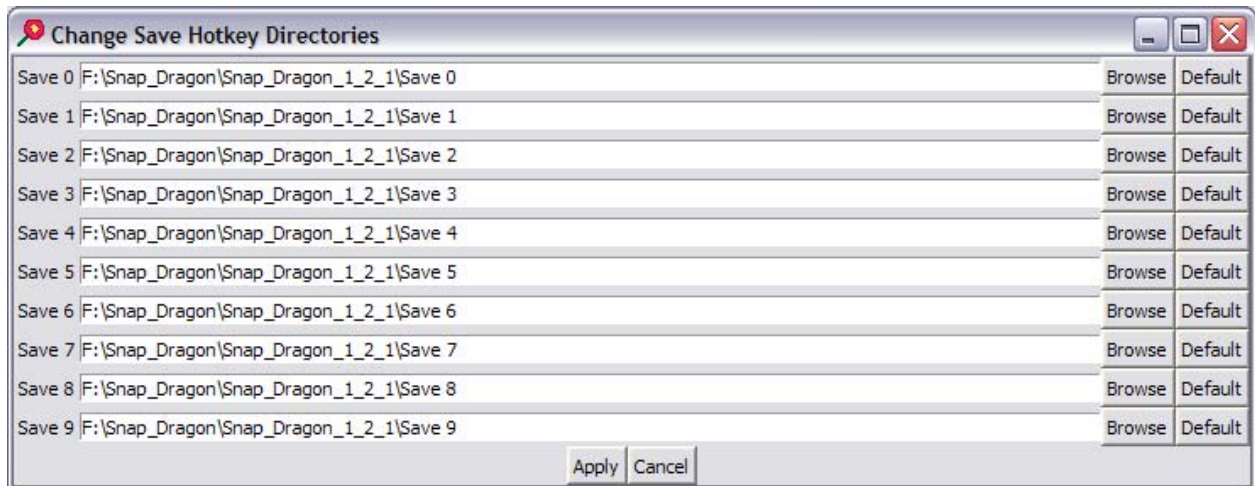 Change Save Hotkey Directories
Save 0 F:\Snap_Dragon\Snap_Dragon_1_2_1\Save 0 Browse Default
Save 1 F:\Snap_Dragon\Snap_Dragon_1_2_1\Save 1 Browse Default
Save 2 F:\Snap_Dragon\Snap_Dragon_1_2_1\Save 2 Browse Default
Save 3 F:\Snap_Dragon\Snap_Dragon_1_2_1\Save 3 Browse Default
Save 4 F:\Snap_Dragon\Snap_Dragon_1_2_1\Save 4 Browse Default
Save 5 F:\Snap_Dragon\Snap_Dragon_1_2_1\Save 5 Browse Default
Save 6 F:\Snap_Dragon\Snap_Dragon_1_2_1\Save 6 Browse Default
Save 7 F:\Snap_Dragon\Snap_Dragon_1_2_1\Save 7 Browse Default
Save 8 F:\Snap_Dragon\Snap_Dragon_1_2_1\Save 8 Browse Default
Save 9 F:\Snap_Dragon\Snap_Dragon_1_2_1\Save 9 Browse Default
Apply Cancel